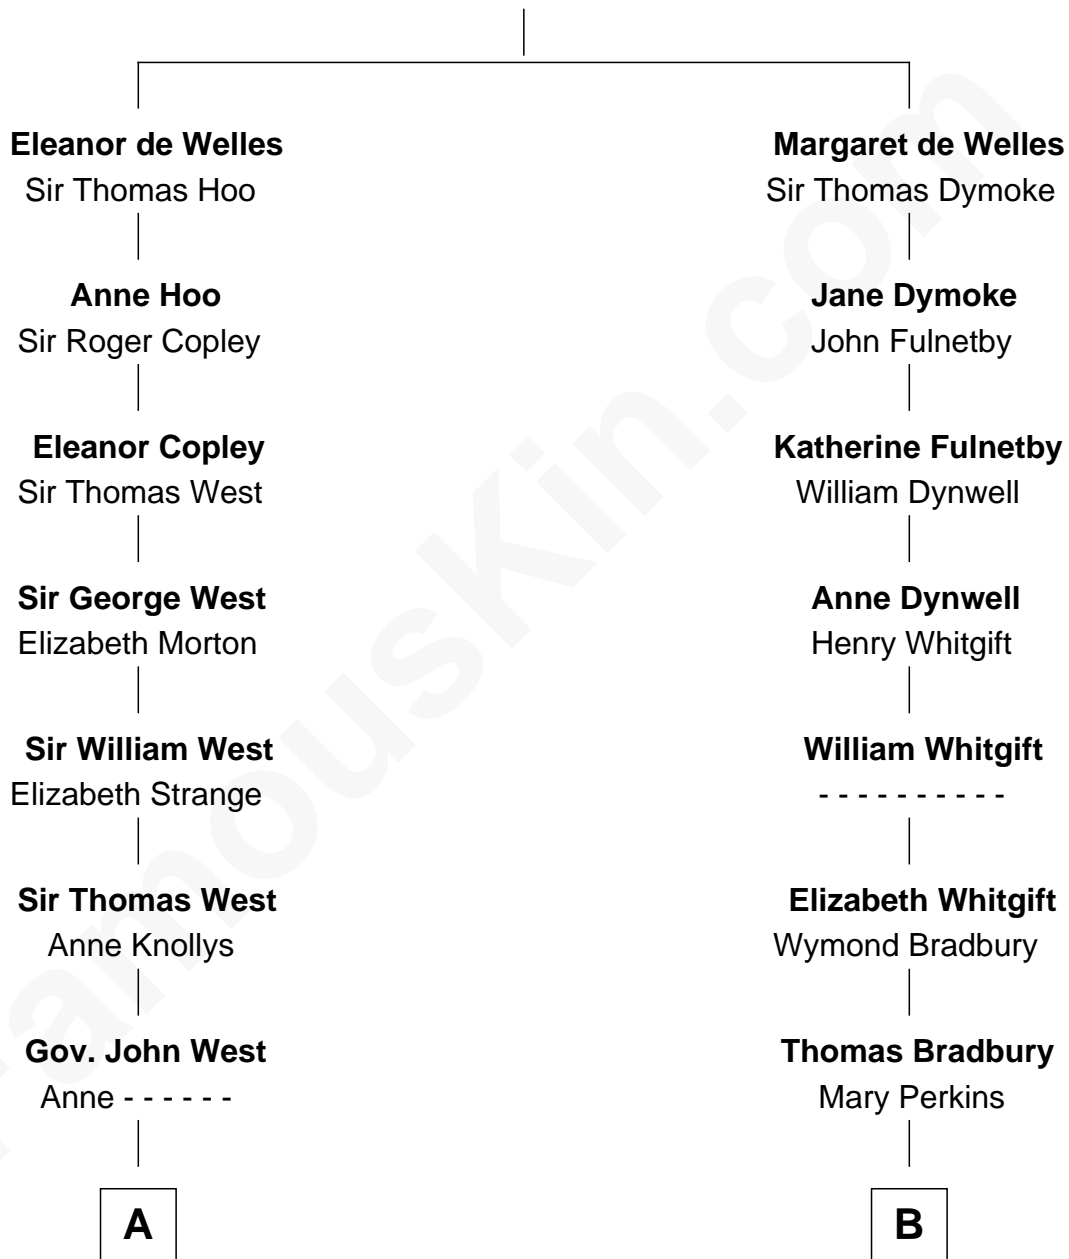 Eleanor de Welles
Sir Thomas Hoo
Margaret de Welles
Sir Thomas Dymoke
Anne Hoo
Sir Roger Copley
Jane Dymoke
John Fulnetby
Eleanor Copley
Sir Thomas West
Katherine Fulnetby
William Dynwell
Sir George West
Elizabeth Morton
Anne Dynwell
Henry Whitgift
Sir William West
Elizabeth Strange
William Whitgift
- - - - - - - - - -
Sir Thomas West
Anne Knollys
Elizabeth Whitgift
Wymond Bradbury
Gov. John West
Anne - - - - - -
Thomas Bradbury
Mary Perkins
A
B
FamousKin.com